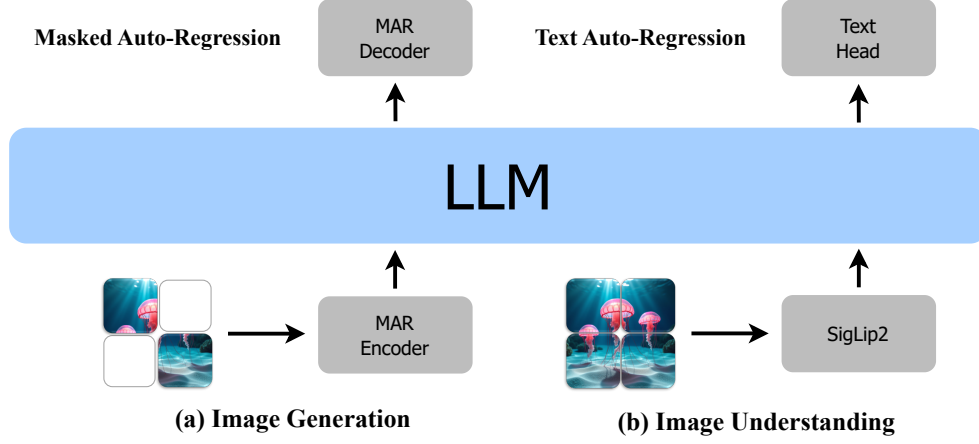 Masked Auto-Regression
MAR
Decoder
Text Auto-Regression
Text
Head
LLM
MAR
Encoder
SigLip2
(a) Image Generation
(b) Image Understanding